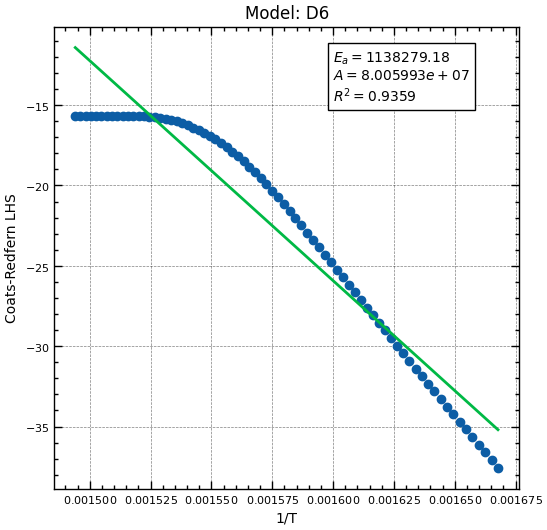 Model: D6
E_a = 1138279.18
A = 8.005993e + 07
R^2 = 0.9359
−15
−20
−25
−30
−35
Coats-Redfern LHS
0.001500 0.001525 0.001550 0.001575 0.001600 0.001625 0.001650 0.001675
1/T